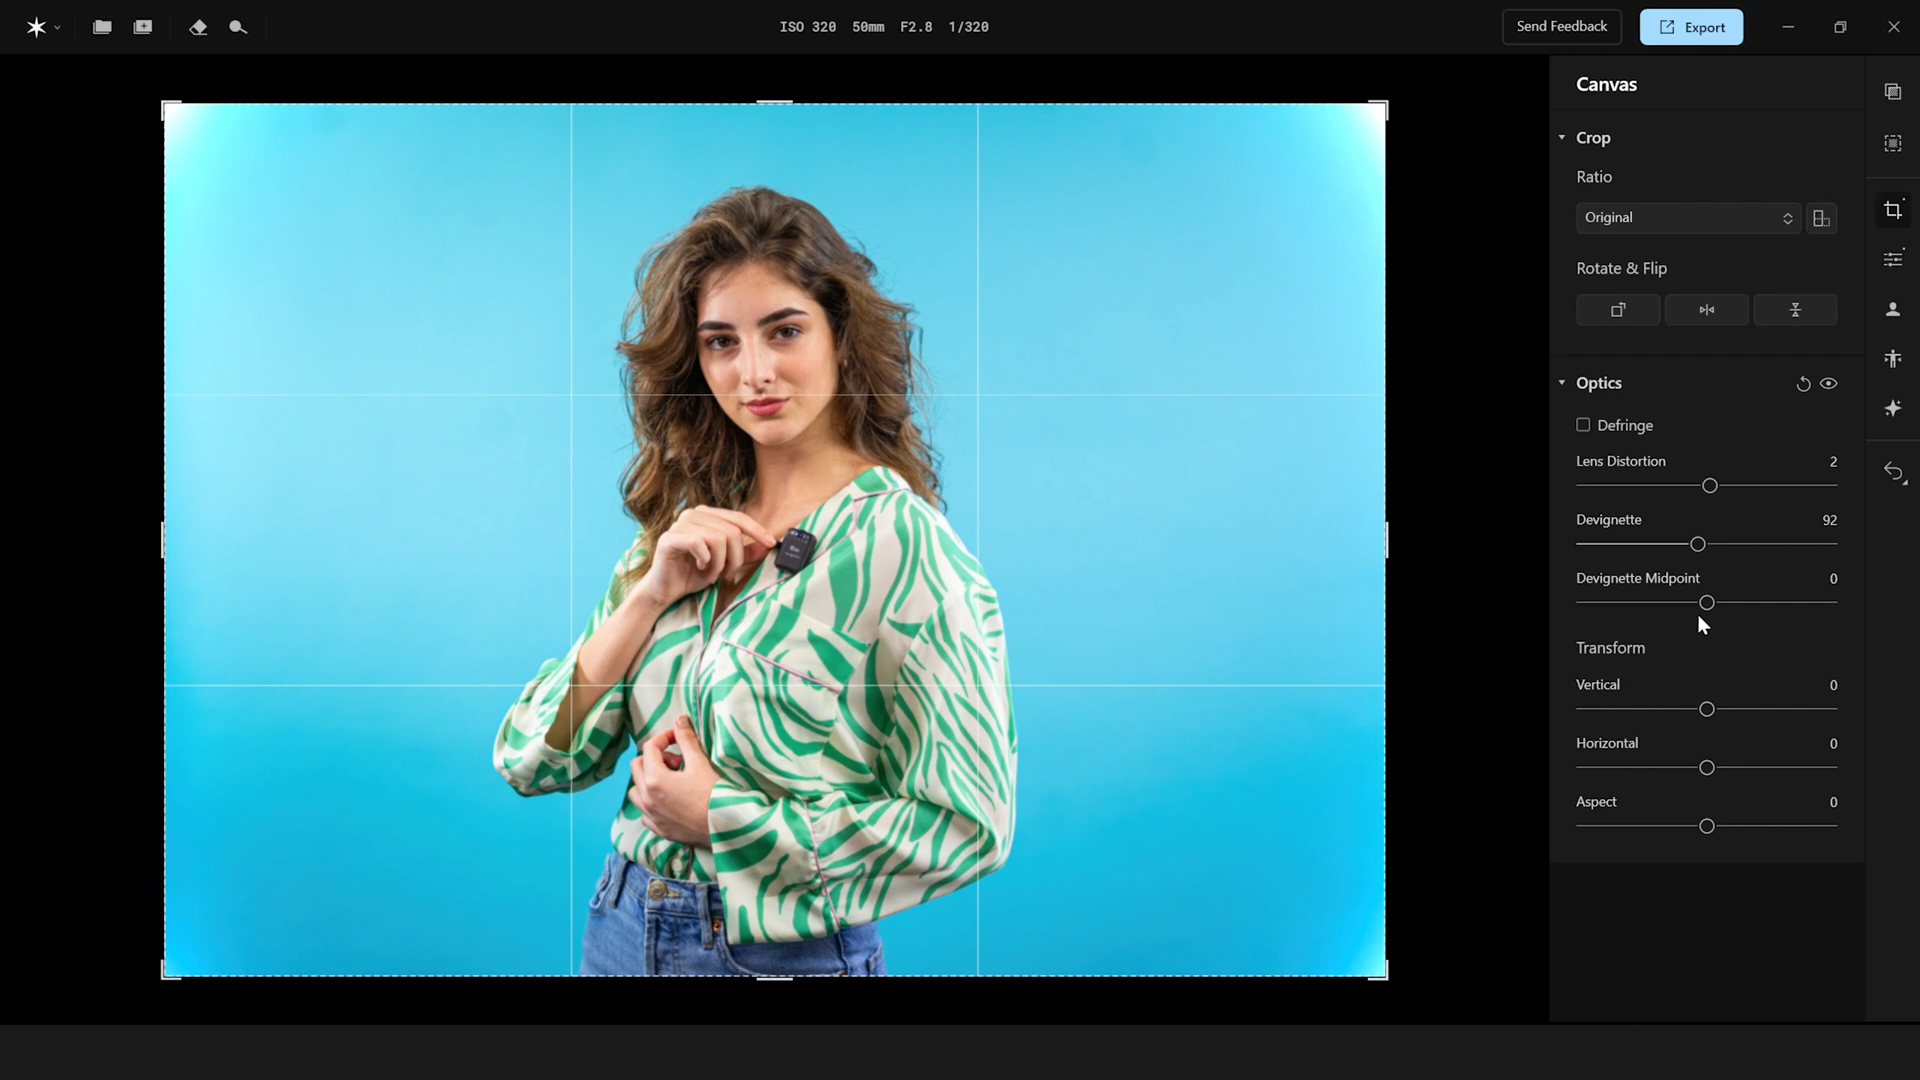 ISO 320 50mm F2.8 1/320
Send Feedback
Export
Canvas
Crop
Ratio
Original
Rotate & Flip
Optics
Defringe
Lens Distortion 2
Devignette 92
Devignette Midpoint 0
Transform
Vertical 0
Horizontal 0
Aspect 0